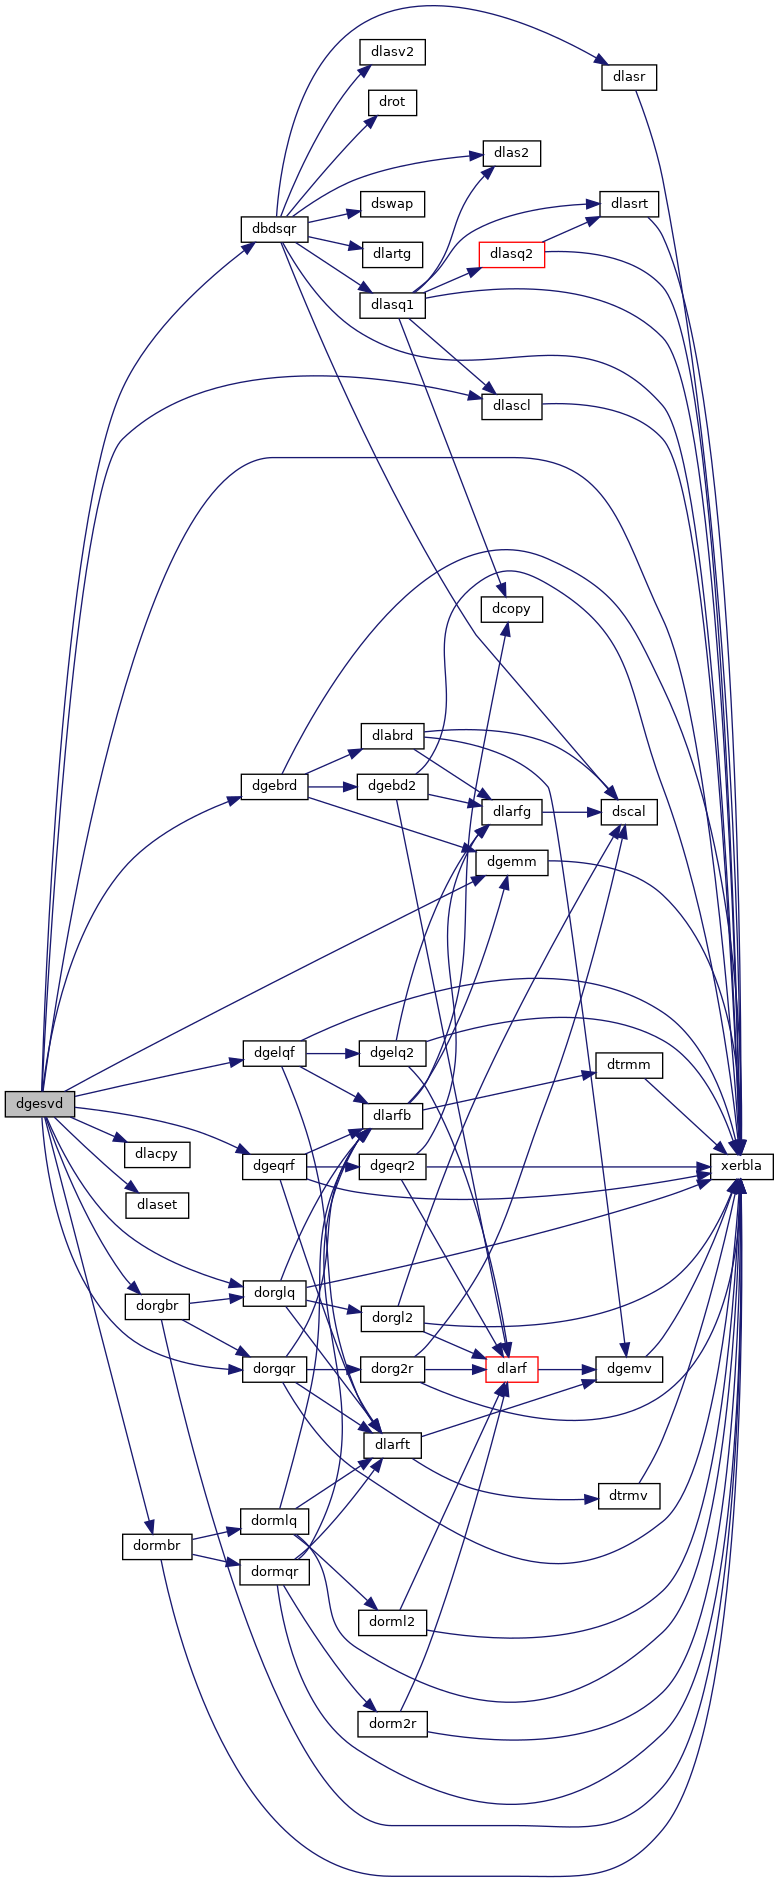 dlasv2
dlasr
drot
dlas2
dswap
dlasrt
dbdsqr
dlartg
dlasq2
dlasq1
dlascl
dcopy
dlabrd
dgebrd
dgebd2
dlarfg
dscal
dgemm
dgelqf
dgelq2
dtrmm
dgesvd
dlarfb
dlacpy
dgeqrf
dgeqr2
xerbla
dlaset
dorglq
dorgbr
dorgl2
dorgqr
dorg2r
dlarf
dgemv
dlarft
dtrmv
dormlq
dormbr
dormqr
dorml2
dorm2r